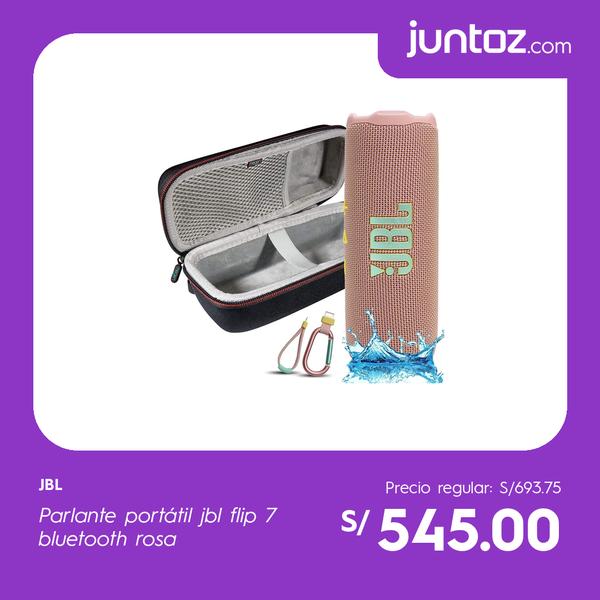 juntoz.com
JBL
JBL
Parlante portátil jbl flip 7
bluetooth rosa
Precio regular: S/693.75
S/ 545.00